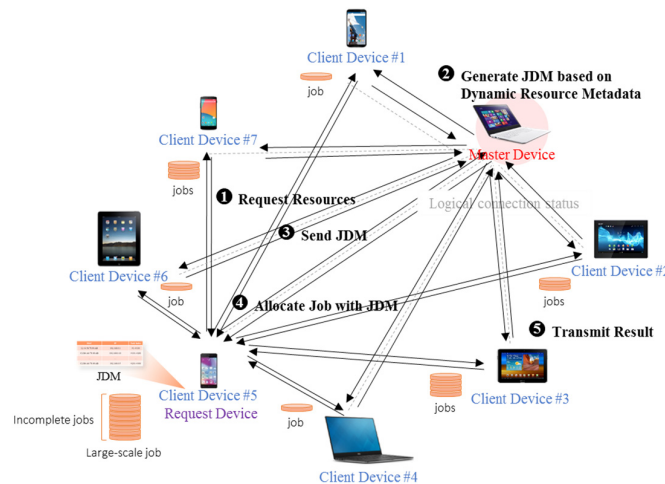 Client Device #1
job
❷ Generate JDM based on
Dynamic Resource Metadata
Client Device #7
Master Device
jobs
❶ Request Resources
Logical connection status
❸ Send JDM
Client Device #6
Client Device #2
job
jobs
❹ Allocate Job with JDM
❺ Transmit Result
JDM
Client Device #5
Request Device
jobs
Client Device #3
Incomplete jobs
job
Large-scale job
Client Device #4